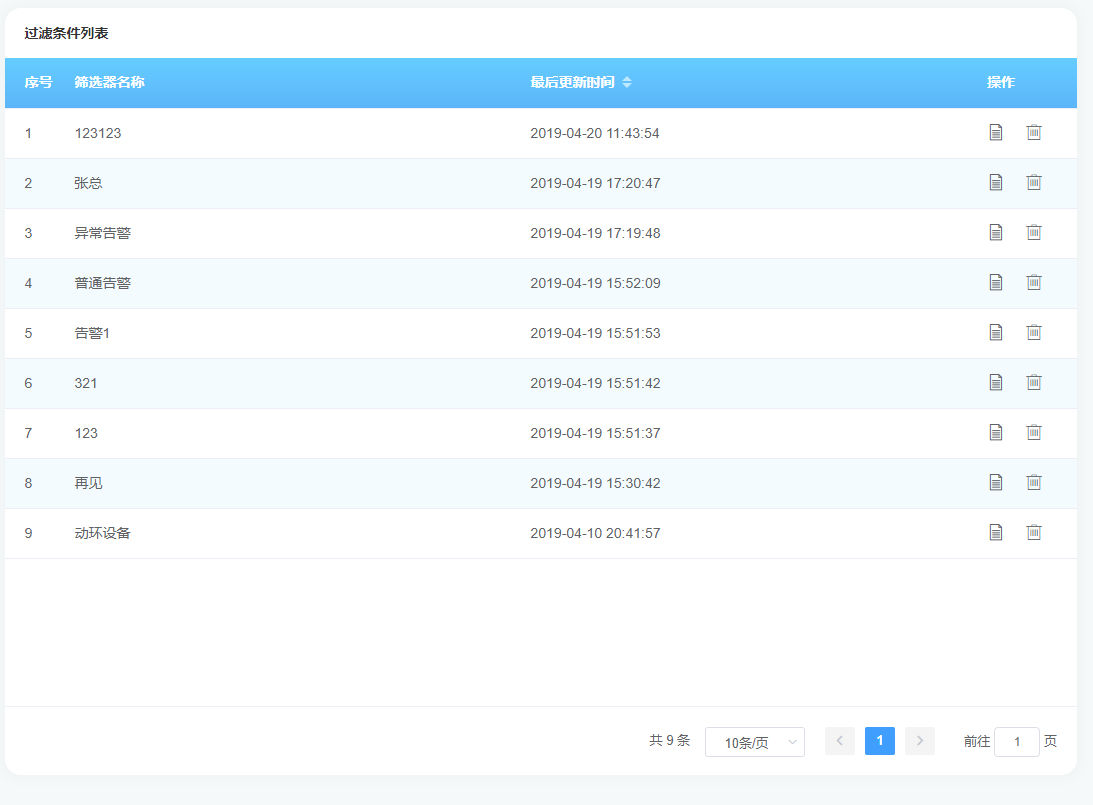 过滤条件列表
序号 筛选器名称 最后更新时间 操作
1 123123 2019-04-20 11:43:54
2 张总 2019-04-19 17:20:47
3 异常告警 2019-04-19 17:19:48
4 普通告警 2019-04-19 15:52:09
5 告警1 2019-04-19 15:51:53
6 321 2019-04-19 15:51:42
7 123 2019-04-19 15:51:37
8 再见 2019-04-19 15:30:42
9 动环设备 2019-04-10 20:41:57
共 9 条 10条/页 1 前往 1 页